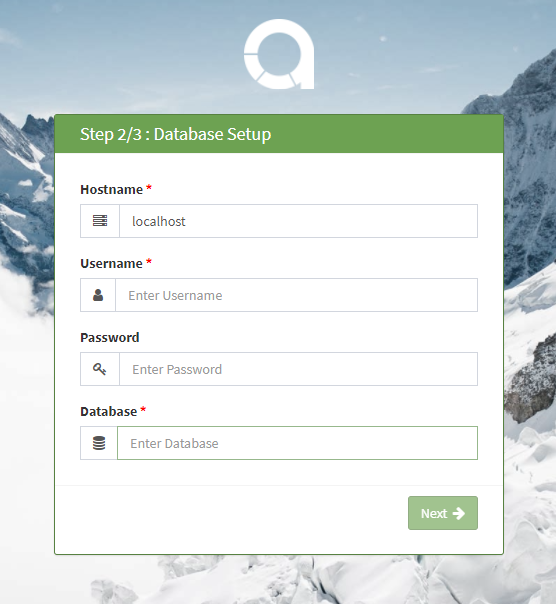 Step 2/3 : Database Setup
Hostname *
localhost
Username *
Enter Username
Password
Enter Password
Database *
Enter Database
Next